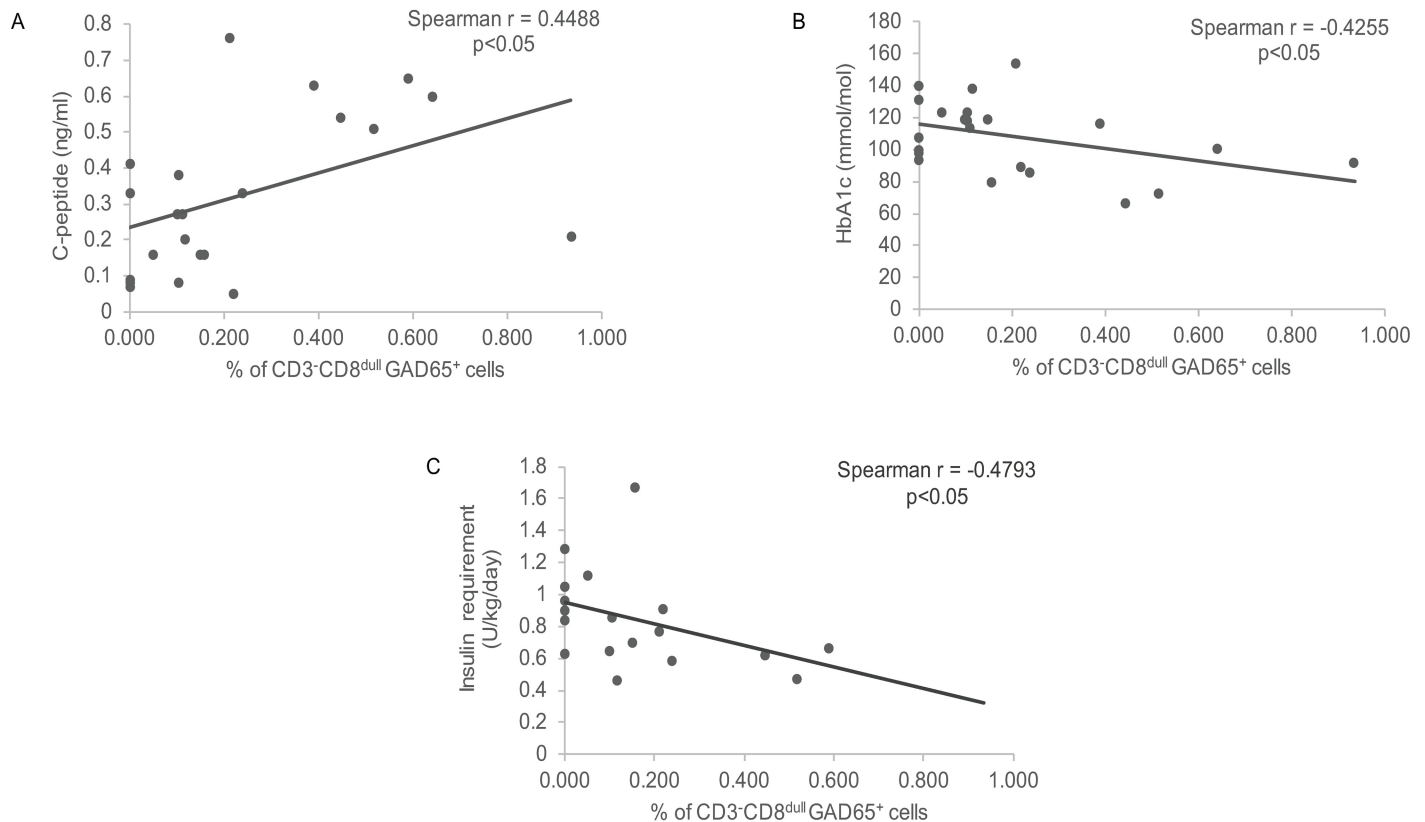 A
Spearman r = 0.4488
p<0.05
C-peptide (ng/ml)
0.8
0.7
0.6
0.5
0.4
0.3
0.2
0.1
0
0.000 0.200 0.400 0.600 0.800 1.000
% of CD3-CD8dull GAD65+ cells
B
Spearman r = -0.4255
p<0.05
HbA1c (mmol/mol)
180
160
140
120
100
80
60
40
20
0
0.000 0.200 0.400 0.600 0.800 1.000
% of CD3-CD8dull GAD65+ cells
C
Spearman r = -0.4793
p<0.05
Insulin requirement
(U/kg/day)
1.8
1.6
1.4
1.2
1
0.8
0.6
0.4
0.2
0
0.000 0.200 0.400 0.600 0.800 1.000
% of CD3-CD8dull GAD65+ cells